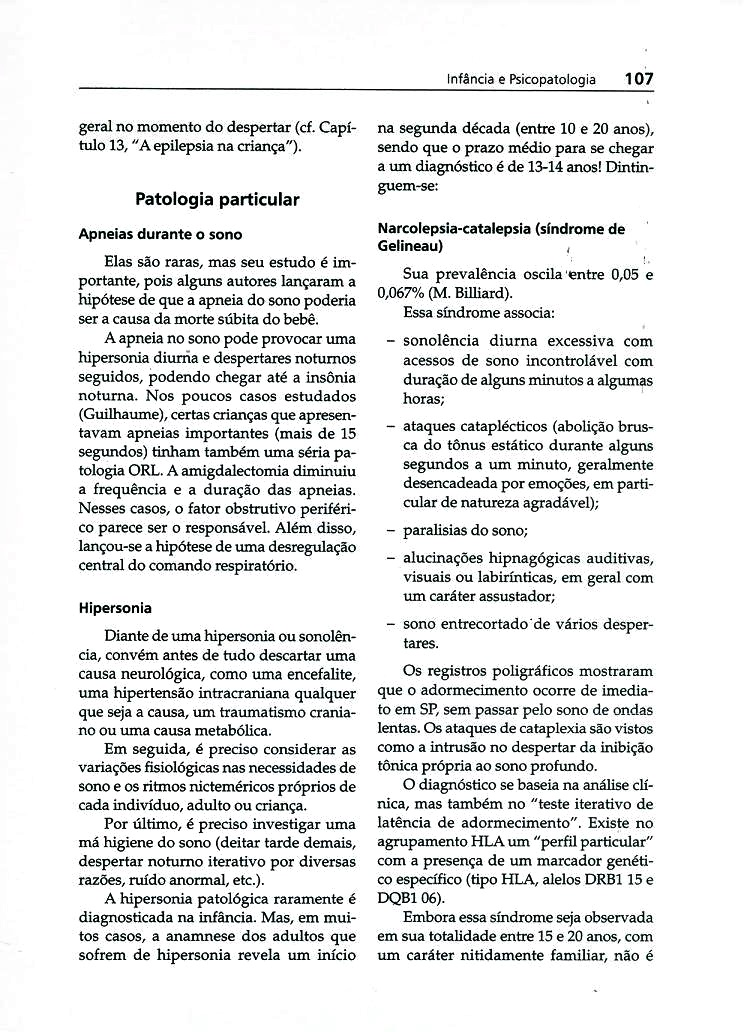 Infância e Psicopatologia 107
geral no momento do despertar (cf. Capí-
tulo 13, "A epilepsia na criança").
Patologia particular
Apneias durante o sono
Elas são raras, mas seu estudo é im-
portante, pois alguns autores lançaram a
hipótese de que a apneia do sono poderia
ser a causa da morte súbita do bebê.
A apneia no sono pode provocar uma
hipersonia diurna e despertares noturnos
seguidos, podendo chegar até a insônia
noturna. Nos poucos casos estudados
(Guilhaume), certas crianças que apresen-
tavam apneias importantes (mais de 15
segundos) tinham também uma séria pa-
tologia ORL. A amigdalectomia diminuiu
a frequência e a duração das apneias.
Nesses casos, o fator obstrutivo periféri-
co parece ser o responsável. Além disso,
lançou-se a hipótese de uma desregulação
central do comando respiratório.
Hipersonia
Diante de uma hipersonia ou sonolên-
cia, convém antes de tudo descartar uma
causa neurológica, como uma encefalite,
uma hipertensão intracraniana qualquer
que seja a causa, um traumatismo crania-
no ou uma causa metabólica.
Em seguida, é preciso considerar as
variações fisiológicas nas necessidades de
sono e os ritmos nicteméricos próprios de
cada indivíduo, adulto ou criança.
Por último, é preciso investigar uma
má higiene do sono (deitar tarde demais,
despertar noturno iterativo por diversas
razões, ruído anormal, etc.).
A hipersonia patológica raramente é
diagnosticada na infância. Mas, em mui-
tos casos, a anamnese dos adultos que
sofrem de hipersonia revela um início
na segunda década (entre 10 e 20 anos),
sendo que o prazo médio para se chegar
a um diagnóstico é de 13-14 anos! Dintin-
guem-se:
Narcolepsia-catalepsia (síndrome de
Gelineau)
Sua prevalência oscila entre 0,05 e
0,067% (M. Billiard).
Essa síndrome associa:
– sonolência diurna excessiva com
acessos de sono incontrolável com
duração de alguns minutos a algumas
horas;
– ataques cataplécticos (abolição brus-
ca do tônus estático durante alguns
segundos a um minuto, geralmente
desencadeada por emoções, em parti-
cular de natureza agradável);
– paralisias do sono;
– alucinações hipnagógicas auditivas,
visuais ou labirínticas, em geral com
um caráter assustador;
– sono entrecortado de vários desper-
tares.
Os registros poligráficos mostraram
que o adormecimento ocorre de imedia-
to em SP, sem passar pelo sono de ondas
lentas. Os ataques de cataplexia são vistos
como a intrusão no despertar da inibição
tônica própria ao sono profundo.
O diagnóstico se baseia na análise clí-
nica, mas também no "teste iterativo de
latência de adormecimento". Existe no
agrupamento HLA um "perfil particular"
com a presença de um marcador genéti-
co específico (tipo HLA, alelos DRB1 15 e
DQB1 06).
Embora essa síndrome seja observada
em sua totalidade entre 15 e 20 anos, com
um caráter nitidamente familiar, não é